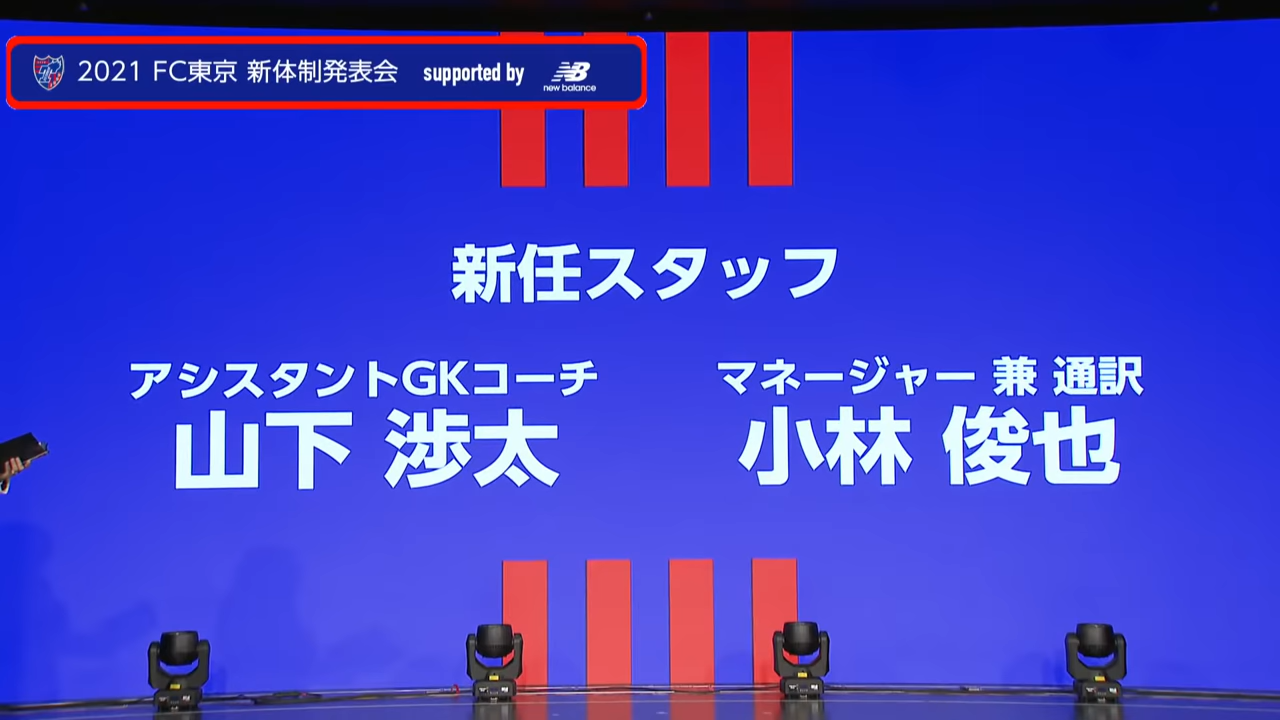 2021 FC東京 新体制発表会 supported by new balance
新任スタッフ
アシスタントGKコーチ
山下 渉太
マネージャー 兼 通訳
小林 俊也